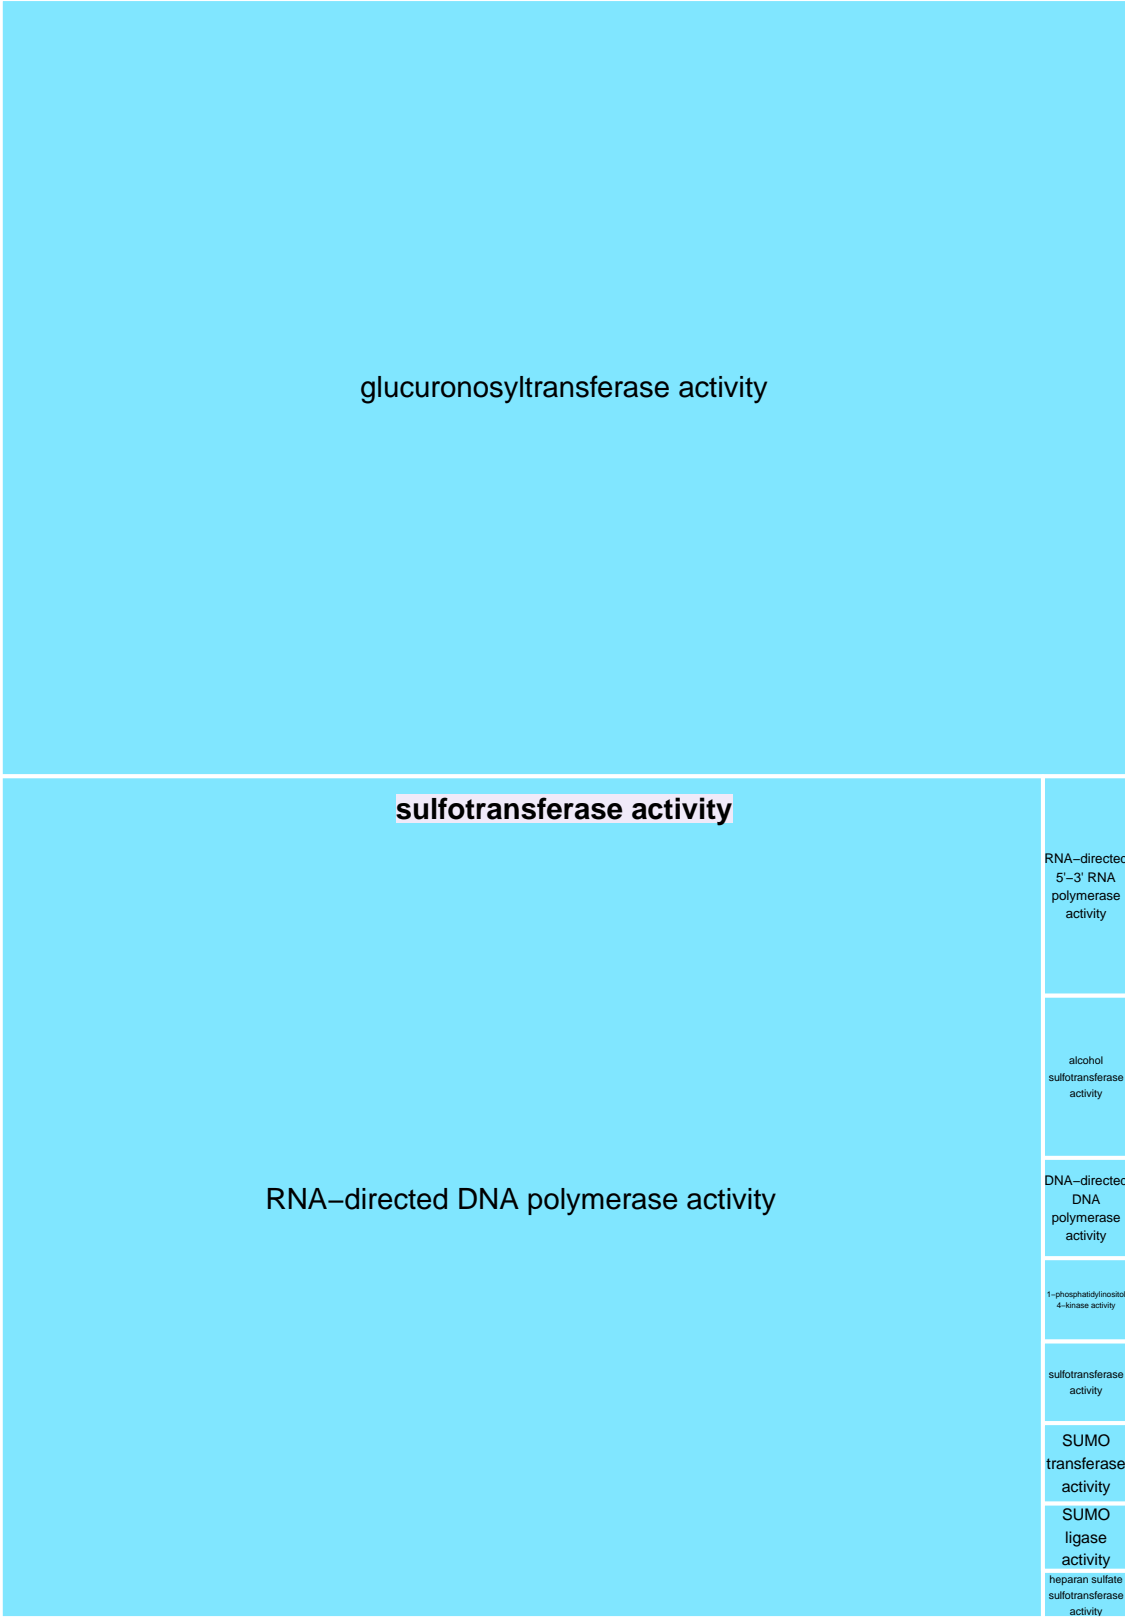 glucuronosyltransferase activity
sulfotransferase activity
RNA−directed DNA polymerase activity
RNA−directed
5'−3' RNA
polymerase
activity
alcohol
sulfotransferase
activity
DNA−directed
DNA
polymerase
activity
1−phosphatidylinositol
4−kinase activity
sulfotransferase
activity
SUMO
transferase
activity
SUMO
ligase
activity
heparan sulfate
sulfotransferase
activity